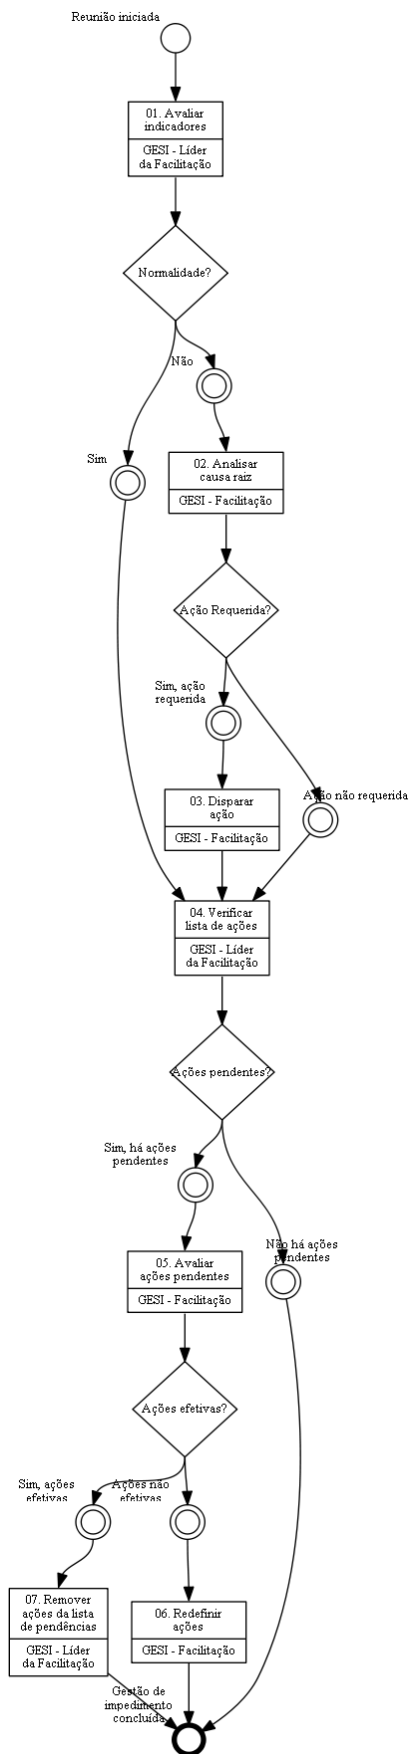 Reunião iniciada
01. Avaliar
indicadores
GESI - Líder
da Facilitação
Normalidade?
Não
Sim
02. Analisar
causa raiz
GESI - Facilitação
Ação Requerida?
Sim, ação
requerida
Ação não requerida
03. Disparar
ação
GESI - Facilitação
04. Verificar
lista de ações
GESI - Líder
da Facilitação
Ações pendentes?
Sim, há ações
pendentes
Não há ações
pendentes
05. Avaliar
ações pendentes
GESI - Facilitação
Ações efetivas?
Sim, ações
efetivas
Ações não
efetivas
07. Remover
ações da lista
de pendências
GESI - Líder
da Facilitação
06. Redefinir
ações
GESI - Facilitação
Gestão de
impedimento
concluída